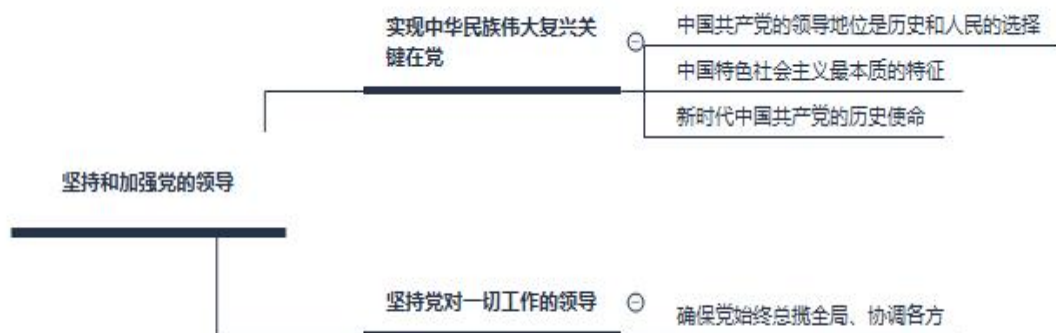 实现中华民族伟大复兴关
键在党
中国共产党的领导地位是历史和人民的选择
中国特色社会主义最本质的特征
新时代中国共产党的历史使命
坚持和加强党的领导
坚持党对一切工作的领导
确保党始终总揽全局、协调各方